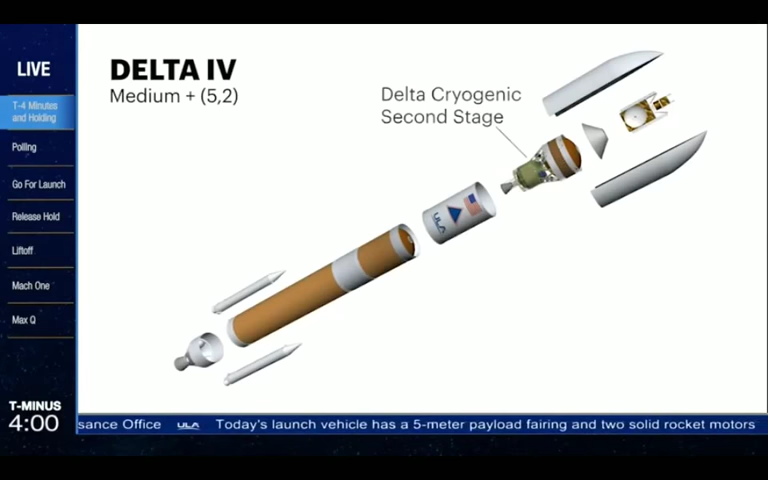 LIVE
T-4 Minutes
and Holding
Polling
Go For Launch
Release Hold
Liftoff
Mach One
Max Q
T-MINUS
4:00
DELTA IV
Medium + (5,2)
Delta Cryogenic
Second Stage
ULA
sance Office ULA Today's launch vehicle has a 5-meter payload fairing and two solid rocket motors